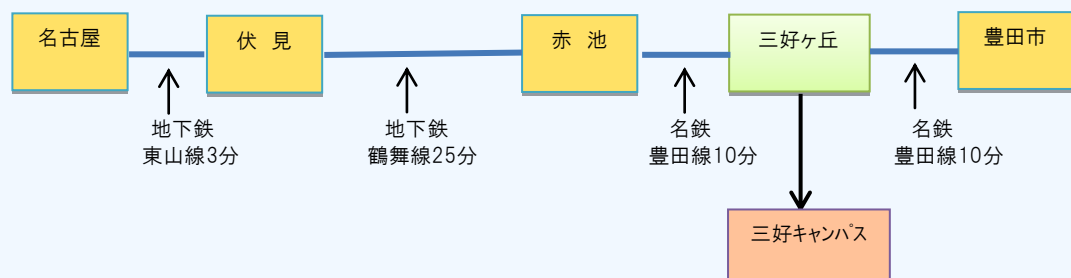 名古屋
伏 見
赤 池
三好ヶ丘
豊田市
地下鉄
東山線3分
地下鉄
鶴舞線25分
名鉄
豊田線10分
名鉄
豊田線10分
三好キャンパス